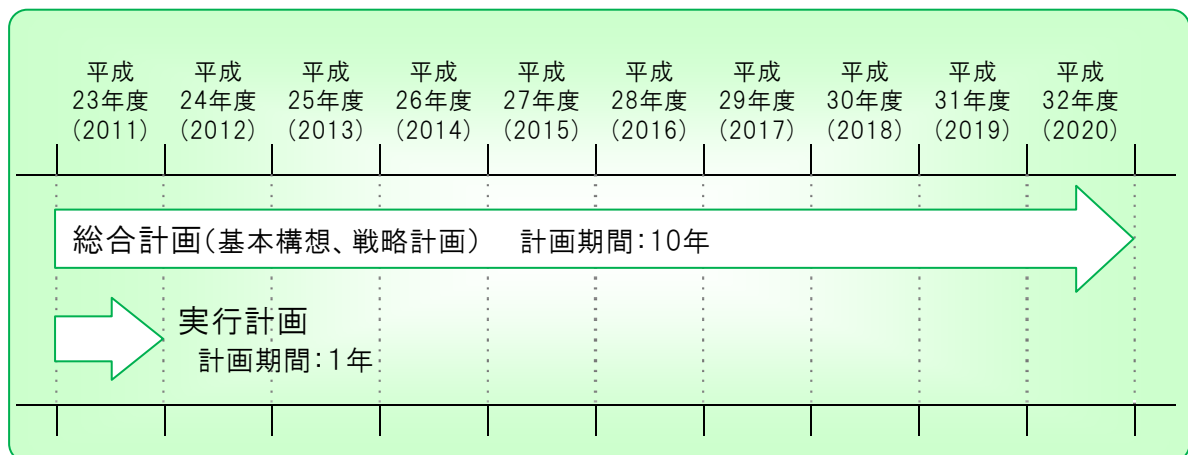 平成 平成 平成 平成 平成 平成 平成 平成 平成 平成
23年度 24年度 25年度 26年度 27年度 28年度 29年度 30年度 31年度 32年度
(2011) (2012) (2013) (2014) (2015) (2016) (2017) (2018) (2019) (2020)
総合計画(基本構想、戦略計画) 計画期間:10年
実行計画
計画期間:1年